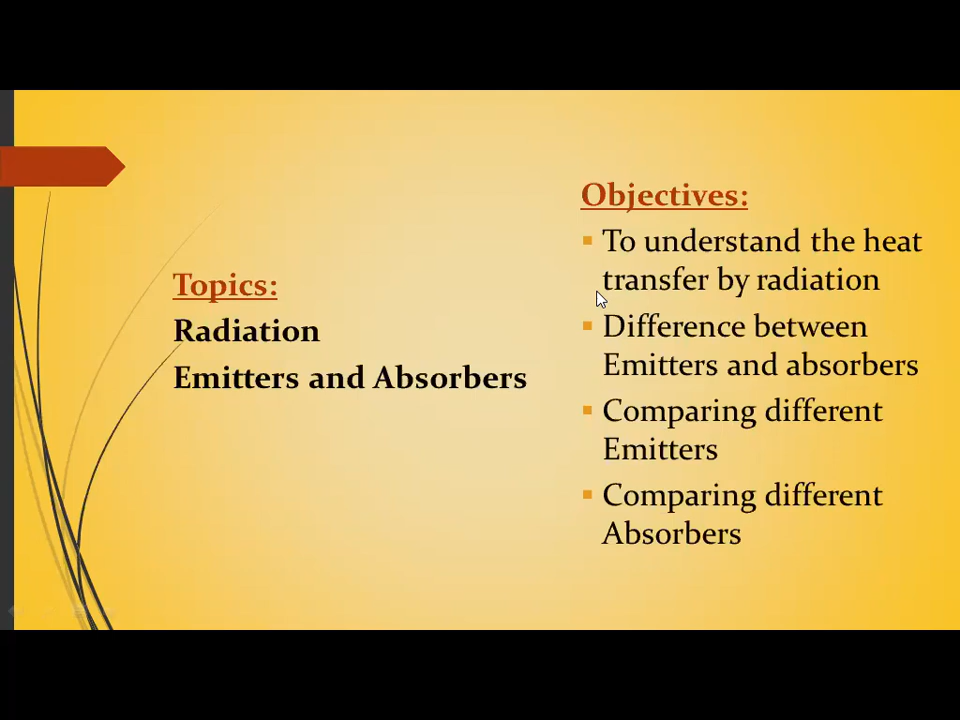 Topics:
Radiation
Emitters and Absorbers
Objectives:
To understand the heat
transfer by radiation
Difference between
Emitters and absorbers
Comparing different
Emitters
Comparing different
Absorbers